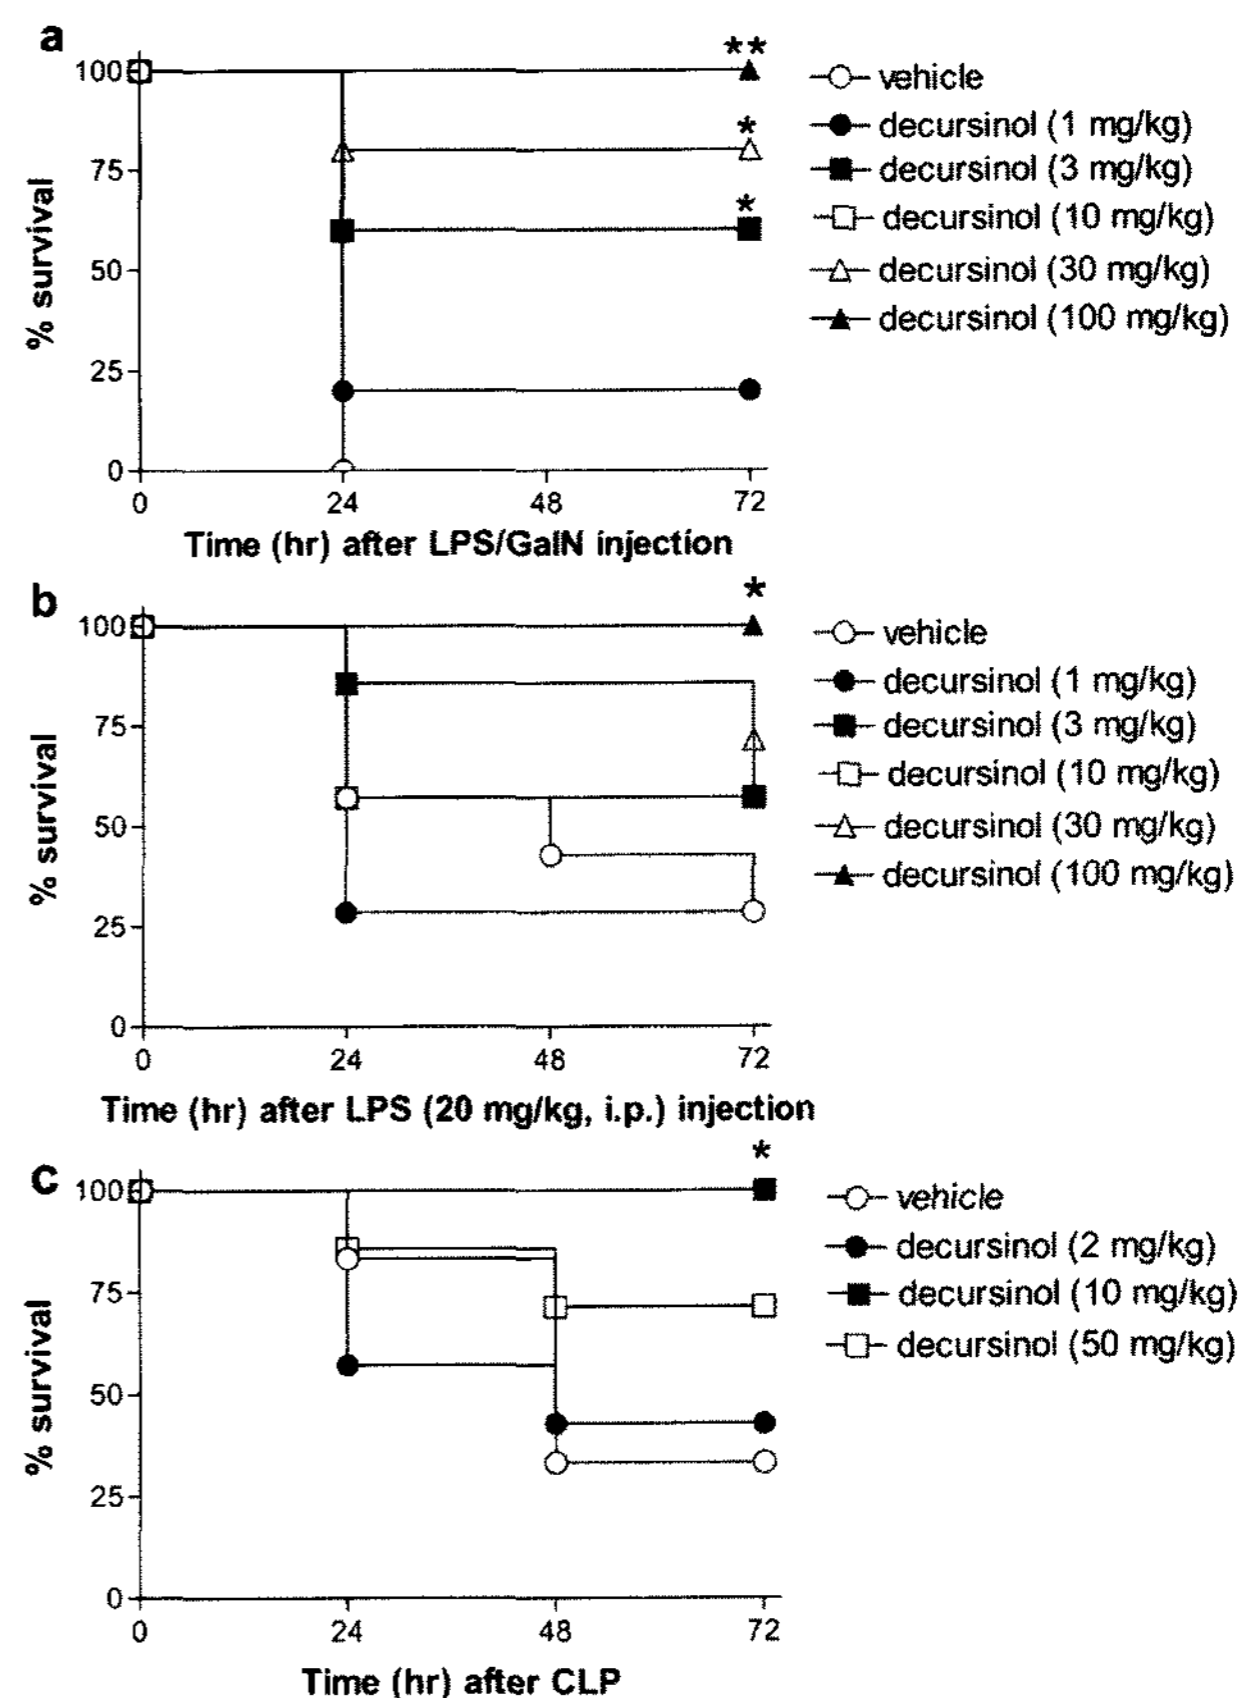 a
**
100
75
50
25
0
% survival
*
*
0 24 48 72
Time (hr) after LPS/GalN injection
vehicle
decursinol (1 mg/kg)
decursinol (3 mg/kg)
decursinol (10 mg/kg)
decursinol (30 mg/kg)
decursinol (100 mg/kg)
b
*
100
75
50
25
0
% survival
0 24 48 72
Time (hr) after LPS (20 mg/kg, i.p.) injection
vehicle
decursinol (1 mg/kg)
decursinol (3 mg/kg)
decursinol (10 mg/kg)
decursinol (30 mg/kg)
decursinol (100 mg/kg)
c
*
100
75
50
25
0
% survival
0 24 48 72
Time (hr) after CLP
vehicle
decursinol (2 mg/kg)
decursinol (10 mg/kg)
decursinol (50 mg/kg)